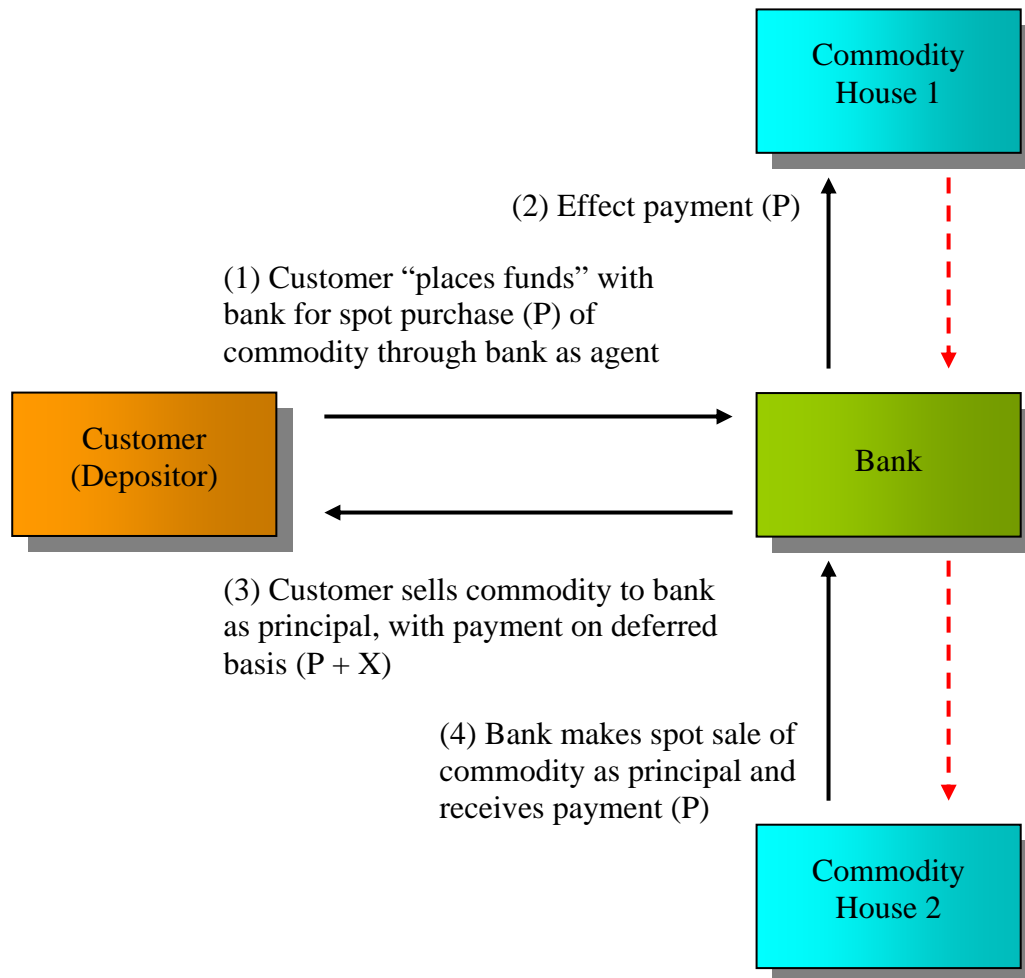 Commodity
House 1
(2) Effect payment (P)
(1) Customer “places funds” with
bank for spot purchase (P) of
commodity through bank as agent
Customer
(Depositor)
Bank
(3) Customer sells commodity to bank
as principal, with payment on deferred
basis (P + X)
(4) Bank makes spot sale of
commodity as principal and
receives payment (P)
Commodity
House 2